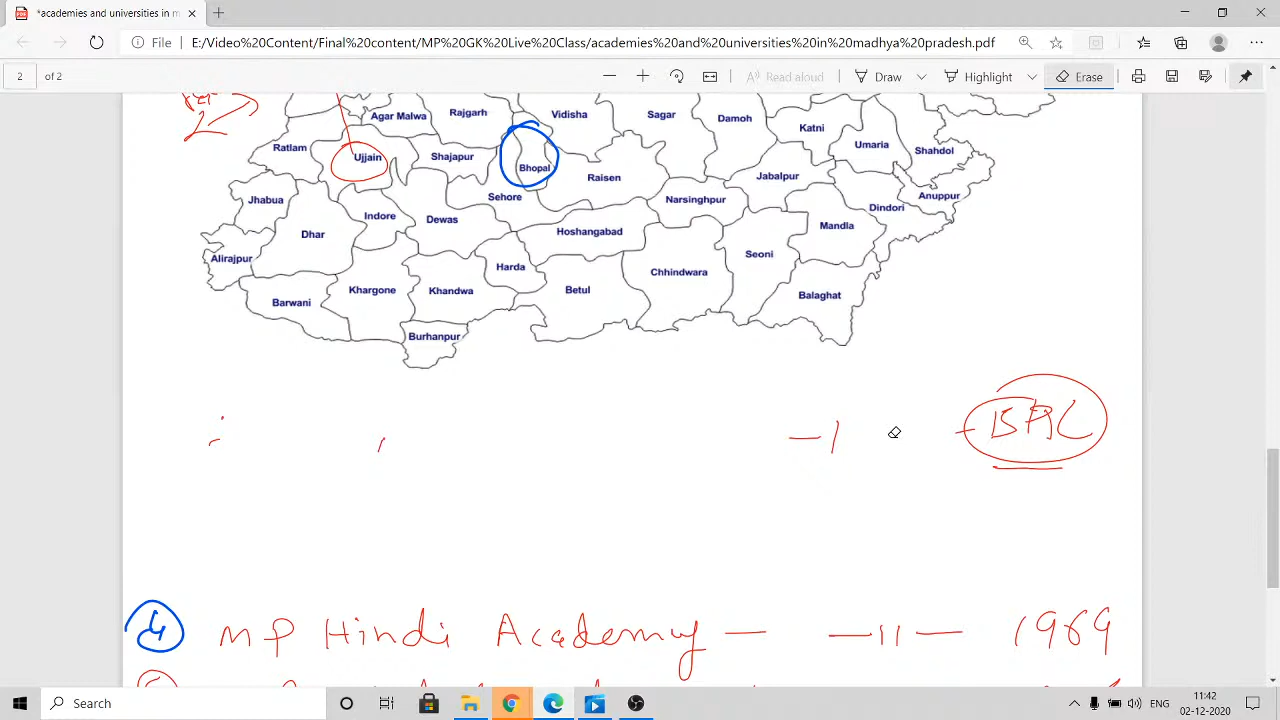 *academies and universities in m
File
E:/Video%20Content/Final%20content/MP%20GK%20Live%20Class/academies%20and%20universities%20in%20madhya%20pradesh.pdf
2 of 2
Read aloud
Draw
Highlight
Erase
2
Agar Malwa
Rajgarh
Vidisha
Sagar
Damoh
Katni
Umaria
Shahdol
Ratlam
Ujjain
Shajapur
Bhopal
Raisen
Jabalpur
Anuppur
Jhabua
Indore
Dewas
Sehore
Narsinghpur
Dindori
Dhar
Hoshangabad
Mandla
Alirajpur
Harda
Chhindwara
Seoni
Barwani
Khargone
Khandwa
Betul
Balaghat
Burhanpur
BPL
4 MP Hindi Academy — —11— 1969
Search
ENG
11:42
02-12-2020